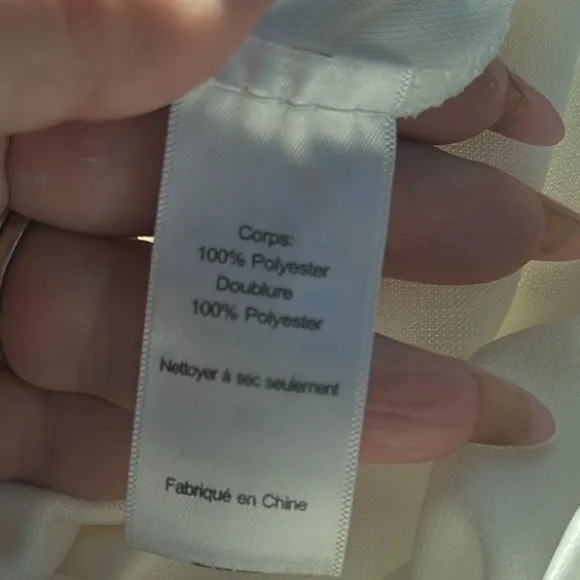 Corps:
100% Polyester
Doublure
100% Polyester
Nettoyer à sec seulement
Fabriqué en Chine